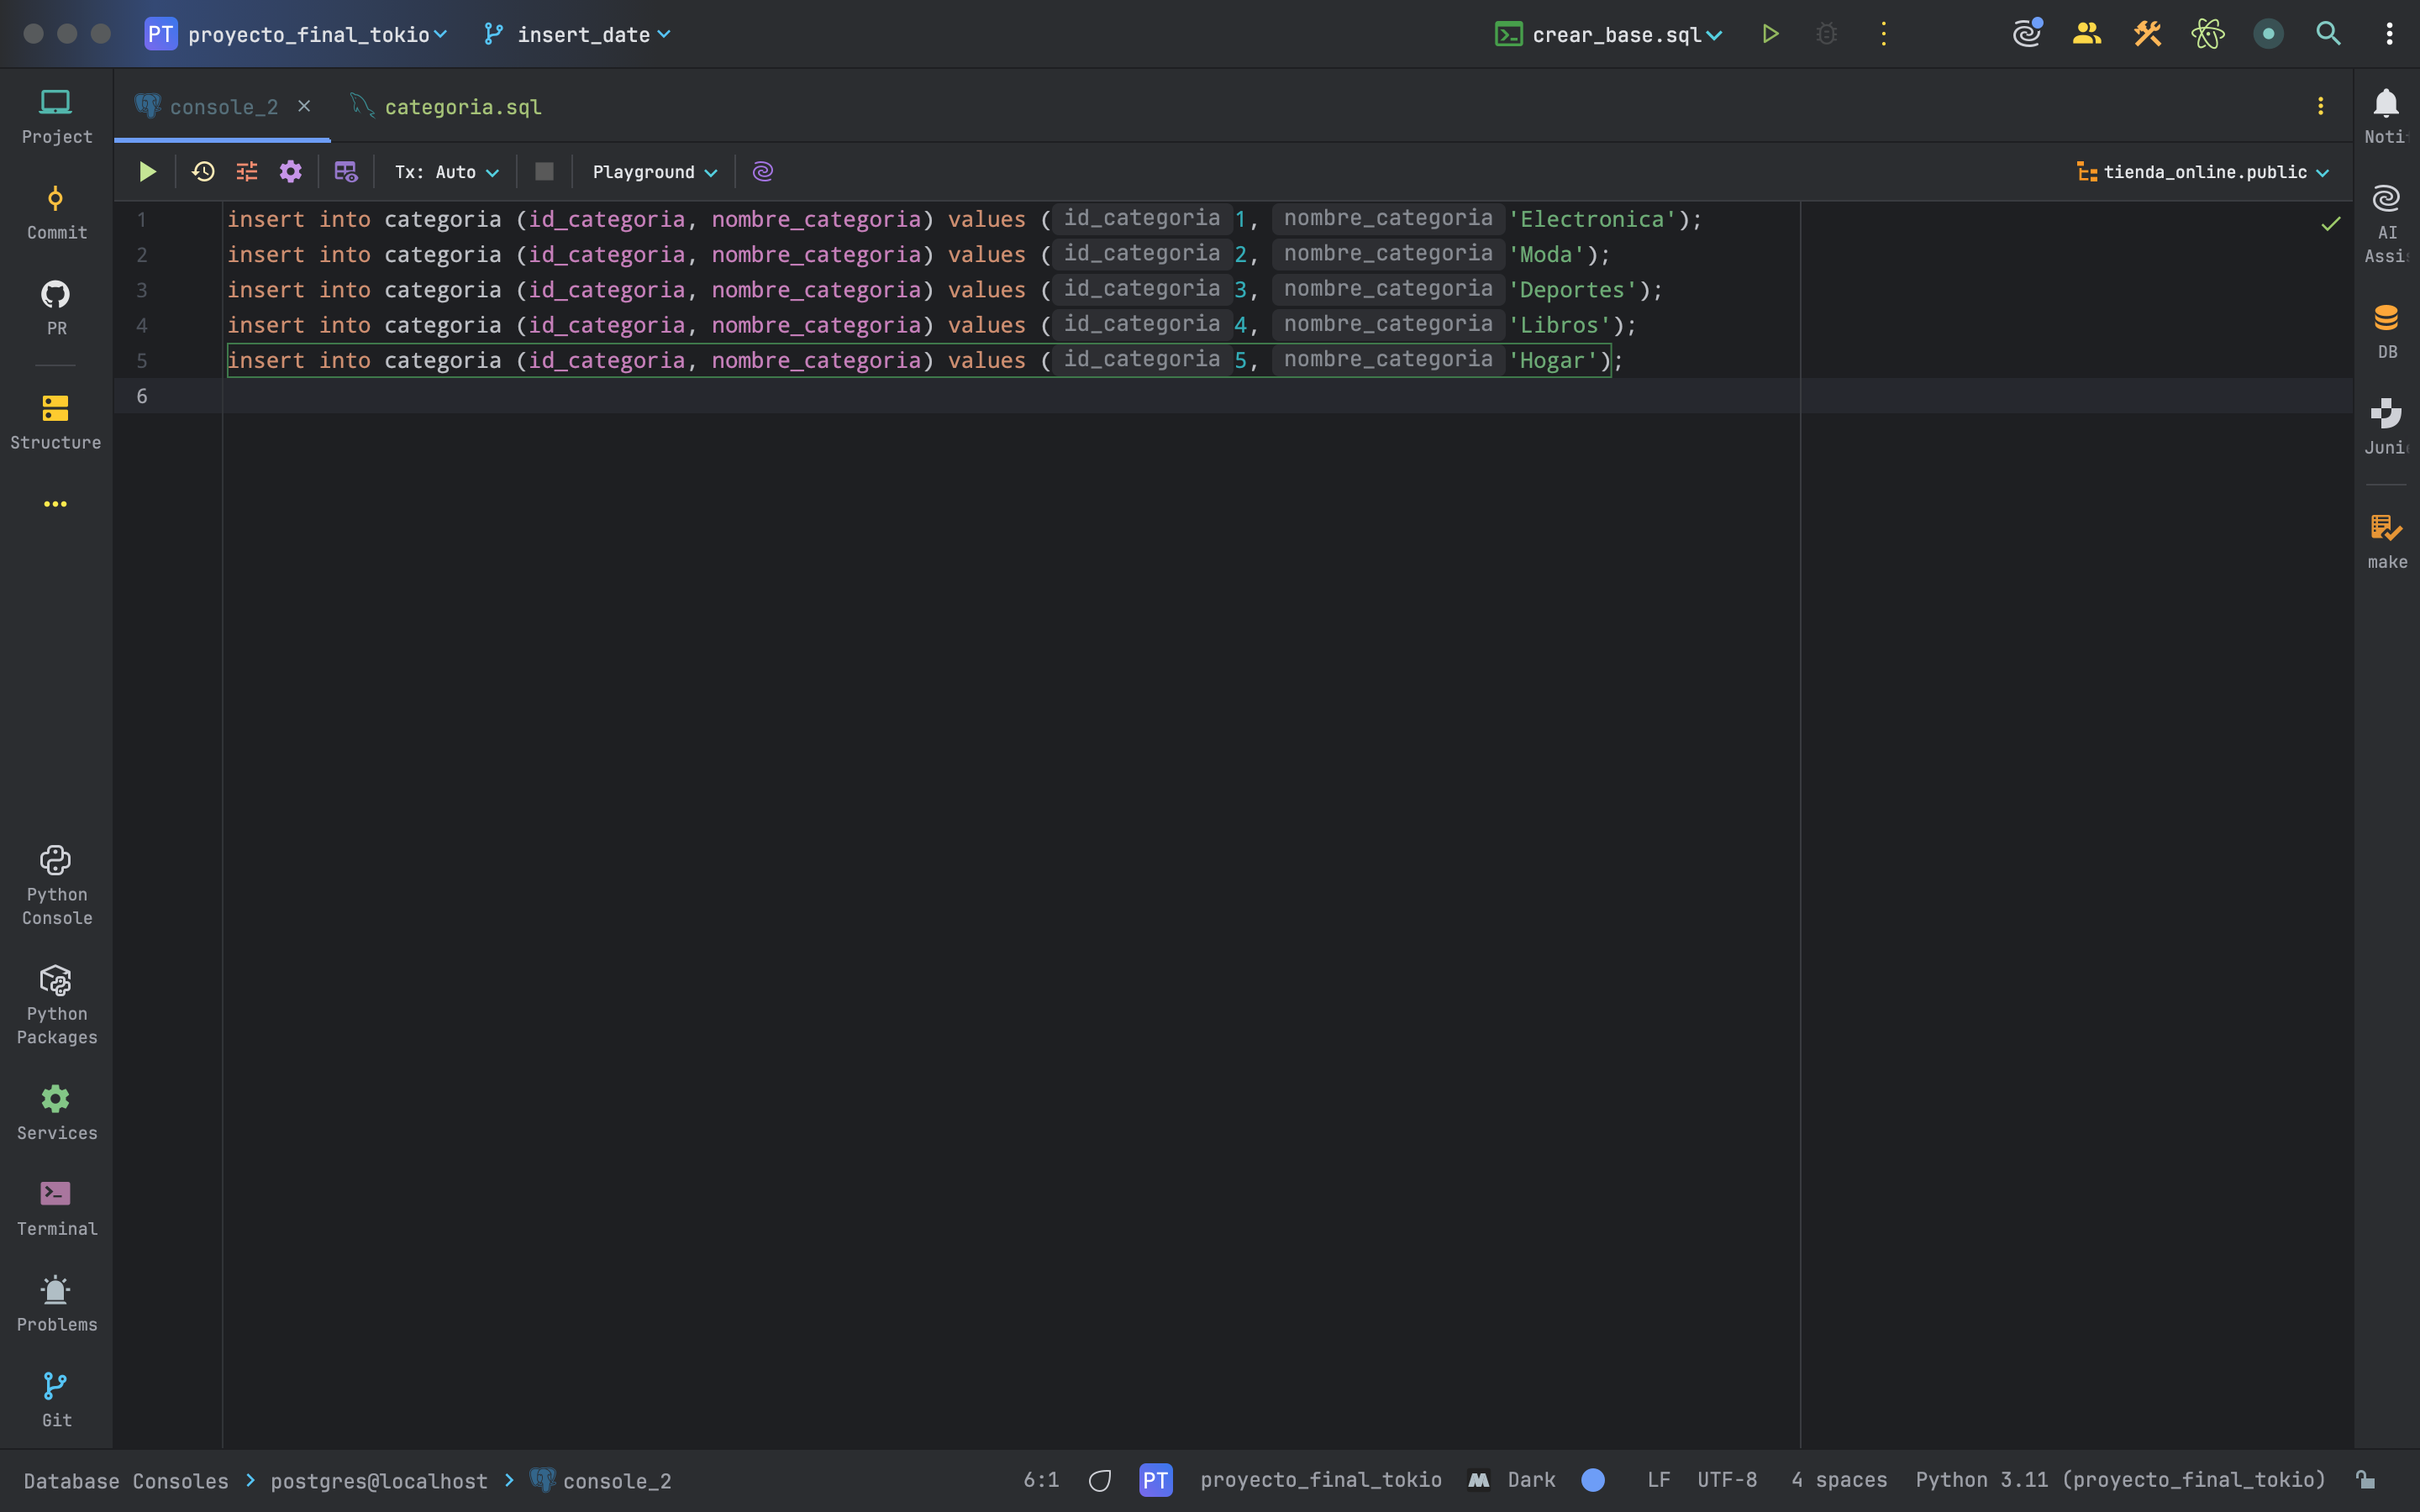 PT proyecto_final_tokio insert_date crear_base.sql
console_2 categoria.sql
Tx: Auto Playground tienda_online.public
1 insert into categoria (id_categoria, nombre_categoria) values ( id_categoria 1, nombre_categoria 'Electronica');
2 insert into categoria (id_categoria, nombre_categoria) values ( id_categoria 2, nombre_categoria 'Moda');
3 insert into categoria (id_categoria, nombre_categoria) values ( id_categoria 3, nombre_categoria 'Deportes');
4 insert into categoria (id_categoria, nombre_categoria) values ( id_categoria 4, nombre_categoria 'Libros');
5 insert into categoria (id_categoria, nombre_categoria) values ( id_categoria 5, nombre_categoria 'Hogar');
6
Project
Commit
PR
Structure
Python
Console
Python
Packages
Services
Terminal
Problems
Git
Noti
AI
Assi
DB
Juni
make
Database Consoles > postgres@localhost > console_2 6:1 PT proyecto_final_tokio Dark LF UTF-8 4 spaces Python 3.11 (proyecto_final_tokio)